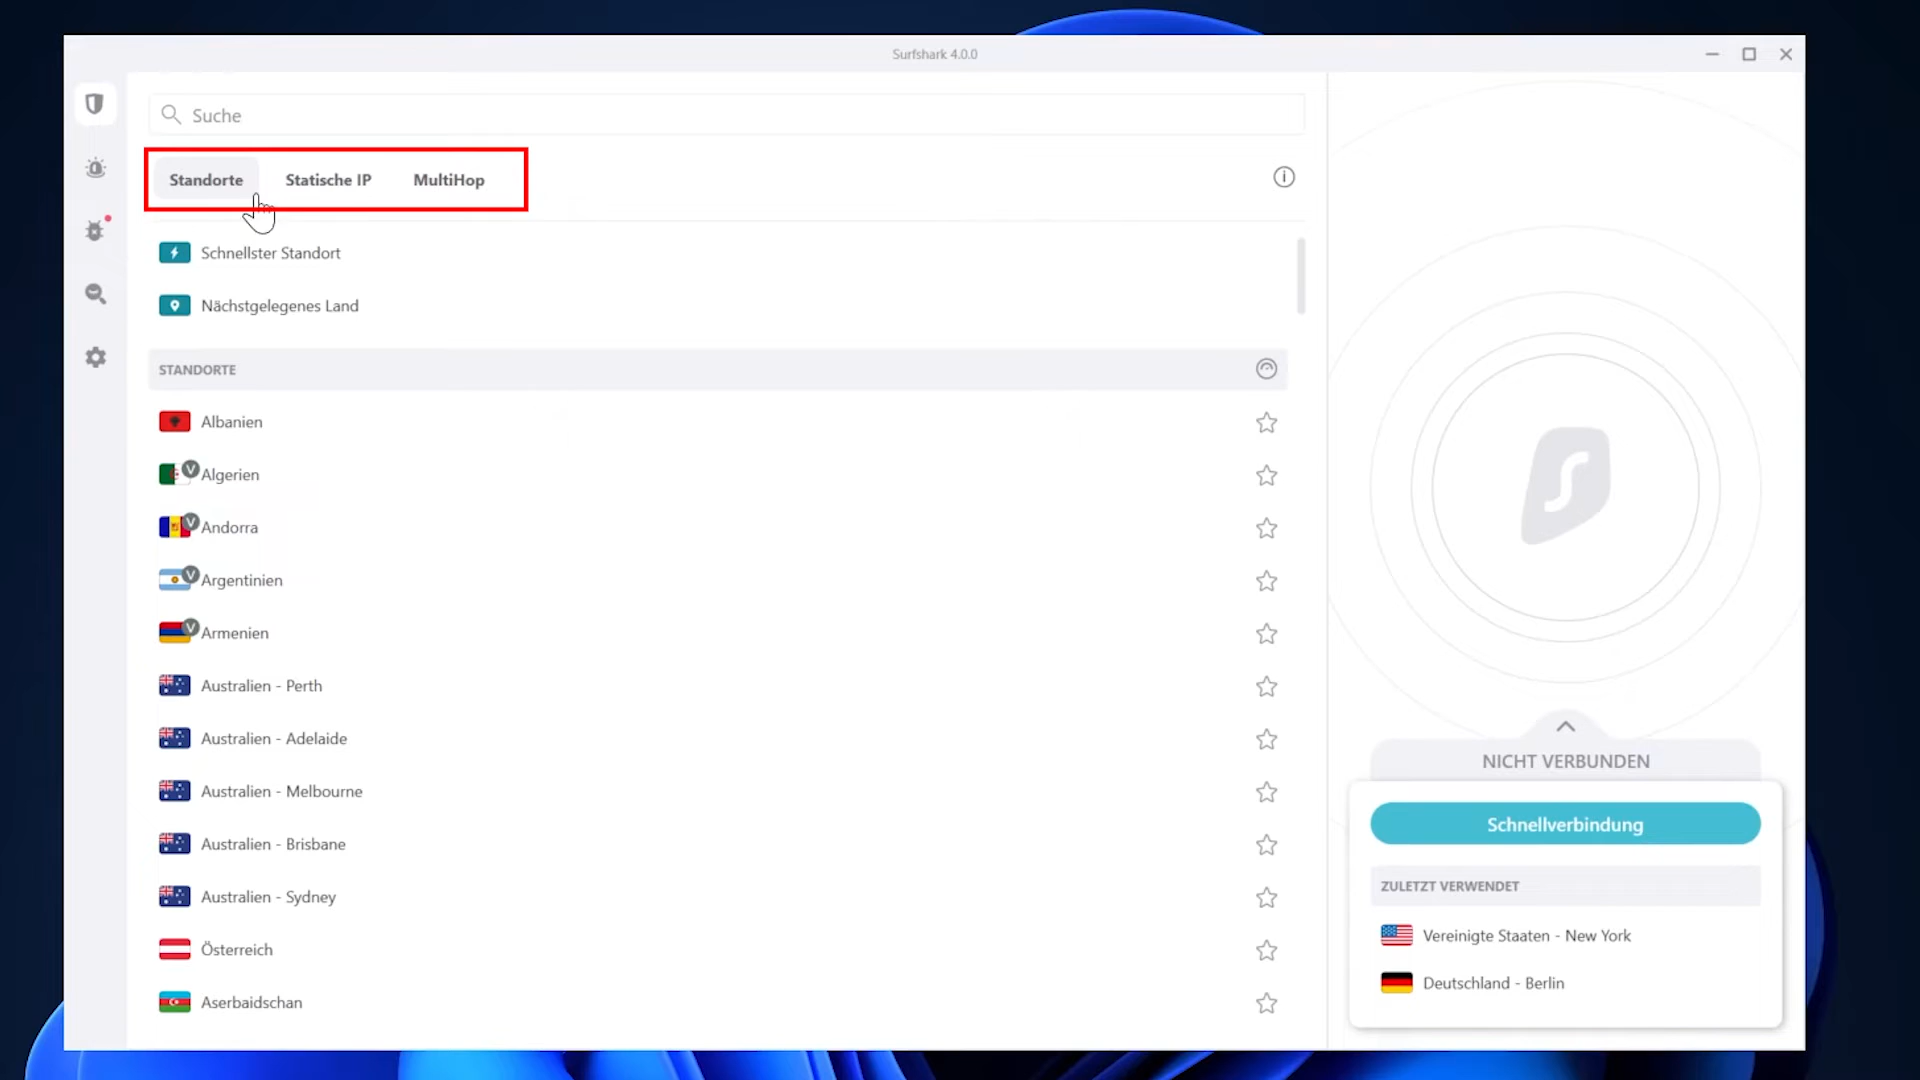 Surfshark 4.0.0
Suche
Standorte Statische IP MultiHop
Schnellster Standort
Nächstgelegenes Land
STANDORTE
Albanien
V Algerien
V Andorra
V Argentinien
V Armenien
Australien - Perth
Australien - Adelaide
Australien - Melbourne
Australien - Brisbane
Australien - Sydney
Österreich
Aserbaidschan
NICHT VERBUNDEN
Schnellverbindung
ZULETZT VERWENDET
Vereinigte Staaten - New York
Deutschland - Berlin